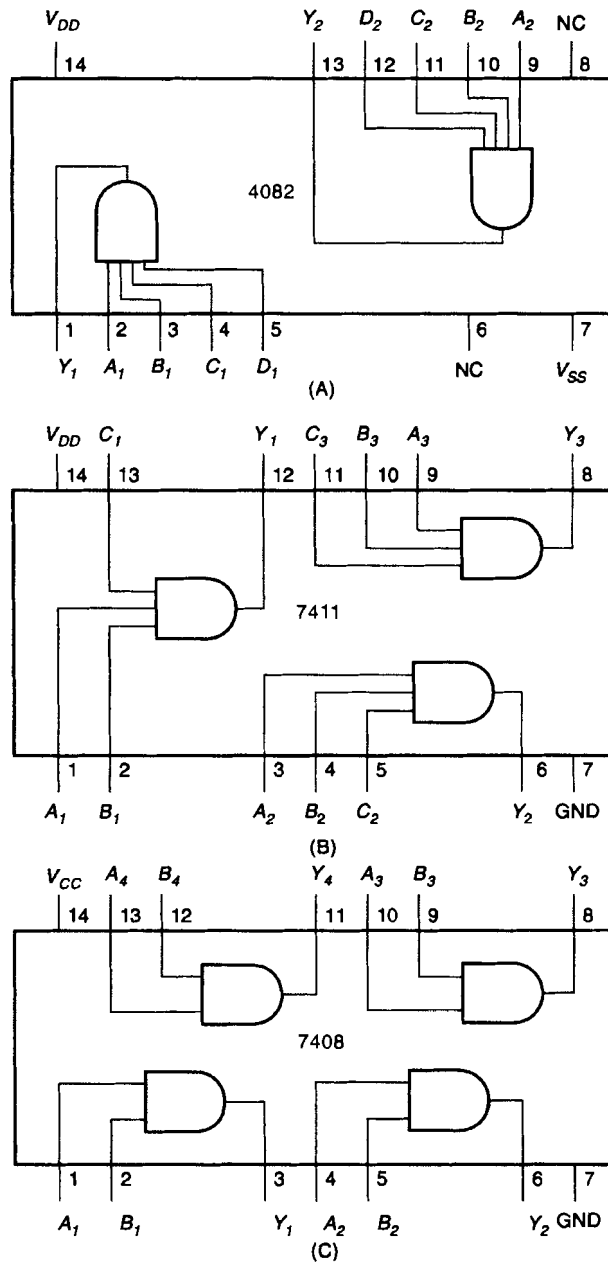 V_DD Y₂ D₂ C₂ B₂ A₂ NC
14 13 12 11 10 9 8
4082
1 2 3 4 5 6 7
Y₁ A₁ B₁ C₁ D₁ NC V_SS
(A)
V_DD C₁ Y₁ C₃ B₃ A₃ Y₃
14 13 12 11 10 9 8
7411
1 2 3 4 5 6 7
A₁ B₁ A₂ B₂ C₂ Y₂ GND
(B)
V_CC A₄ B₄ Y₄ A₃ B₃ Y₃
14 13 12 11 10 9 8
7408
1 2 3 4 5 6 7
A₁ B₁ Y₁ A₂ B₂ Y₂ GND
(C)